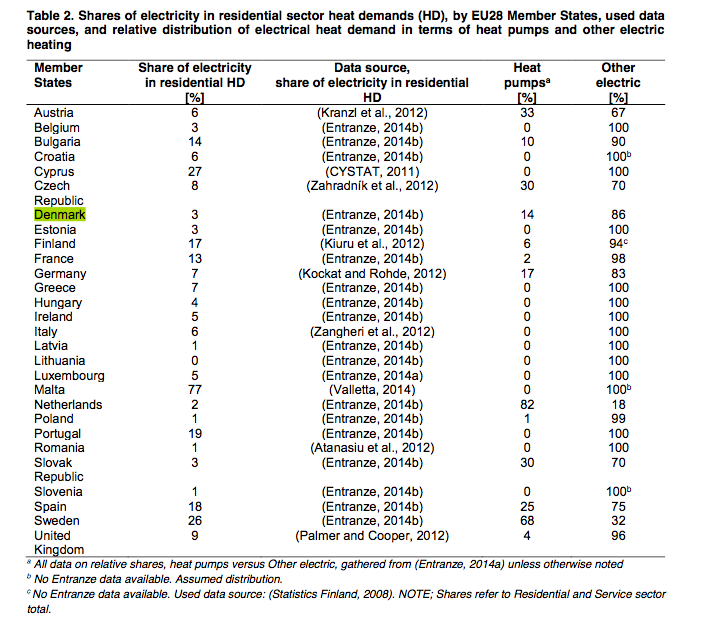 Table 2. Shares of electricity in residential sector heat demands (HD), by EU28 Member States, used data
sources, and relative distribution of electrical heat demand in terms of heat pumps and other electric
heating
Member Share of electricity Data source, Heat Other
States in residential HD share of electricity in residential pumpsᵃ electric
[%] HD [%] [%]
Austria 6 (Kranzl et al., 2012) 33 67
Belgium 3 (Entranze, 2014b) 0 100
Bulgaria 14 (Entranze, 2014b) 10 90
Croatia 6 (Entranze, 2014b) 0 100ᵇ
Cyprus 27 (CYSTAT, 2011) 0 100
Czech 8 (Zahradník et al., 2012) 30 70
Republic
Denmark 3 (Entranze, 2014b) 14 86
Estonia 3 (Entranze, 2014b) 0 100
Finland 17 (Kiuru et al., 2012) 6 94ᶜ
France 13 (Entranze, 2014b) 2 98
Germany 7 (Kockat and Rohde, 2012) 17 83
Greece 7 (Entranze, 2014b) 0 100
Hungary 4 (Entranze, 2014b) 0 100
Ireland 5 (Entranze, 2014b) 0 100
Italy 6 (Zangheri et al., 2012) 0 100
Latvia 1 (Entranze, 2014b) 0 100
Lithuania 0 (Entranze, 2014b) 0 100
Luxembourg 5 (Entranze, 2014a) 0 100
Malta 77 (Valletta, 2014) 0 100ᵇ
Netherlands 2 (Entranze, 2014b) 82 18
Poland 1 (Entranze, 2014b) 1 99
Portugal 19 (Entranze, 2014b) 0 100
Romania 1 (Atanasiu et al., 2012) 0 100
Slovak 3 (Entranze, 2014b) 30 70
Republic
Slovenia 1 (Entranze, 2014b) 0 100ᵇ
Spain 18 (Entranze, 2014b) 25 75
Sweden 26 (Entranze, 2014b) 68 32
United 9 (Palmer and Cooper, 2012) 4 96
Kingdom
ᵃ All data on relative shares, heat pumps versus Other electric, gathered from (Entranze, 2014a) unless otherwise noted
ᵇ No Entranze data available. Assumed distribution.
ᶜ No Entranze data available. Used data source: (Statistics Finland, 2008). NOTE; Shares refer to Residential and Service sector
total.